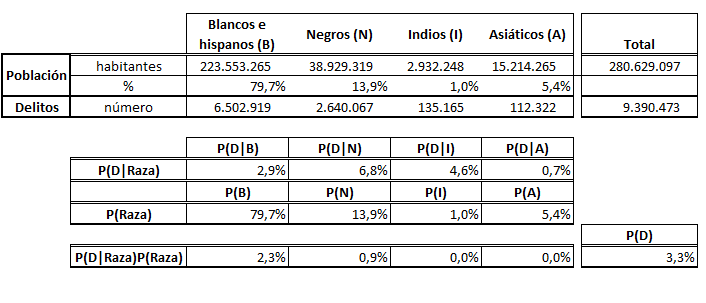 Blancos e hispanos (B) Negros (N) Indios (I) Asiáticos (A) Total
Población habitantes 223.553.265 38.929.319 2.932.248 15.214.265 280.629.097
% 79,7% 13,9% 1,0% 5,4%
Delitos número 6.502.919 2.640.067 135.165 112.322 9.390.473
P(D|B) P(D|N) P(D|I) P(D|A)
P(D|Raza) 2,9% 6,8% 4,6% 0,7%
P(B) P(N) P(I) P(A)
P(Raza) 79,7% 13,9% 1,0% 5,4%
P(D)
P(D|Raza)P(Raza) 2,3% 0,9% 0,0% 0,0% 3,3%